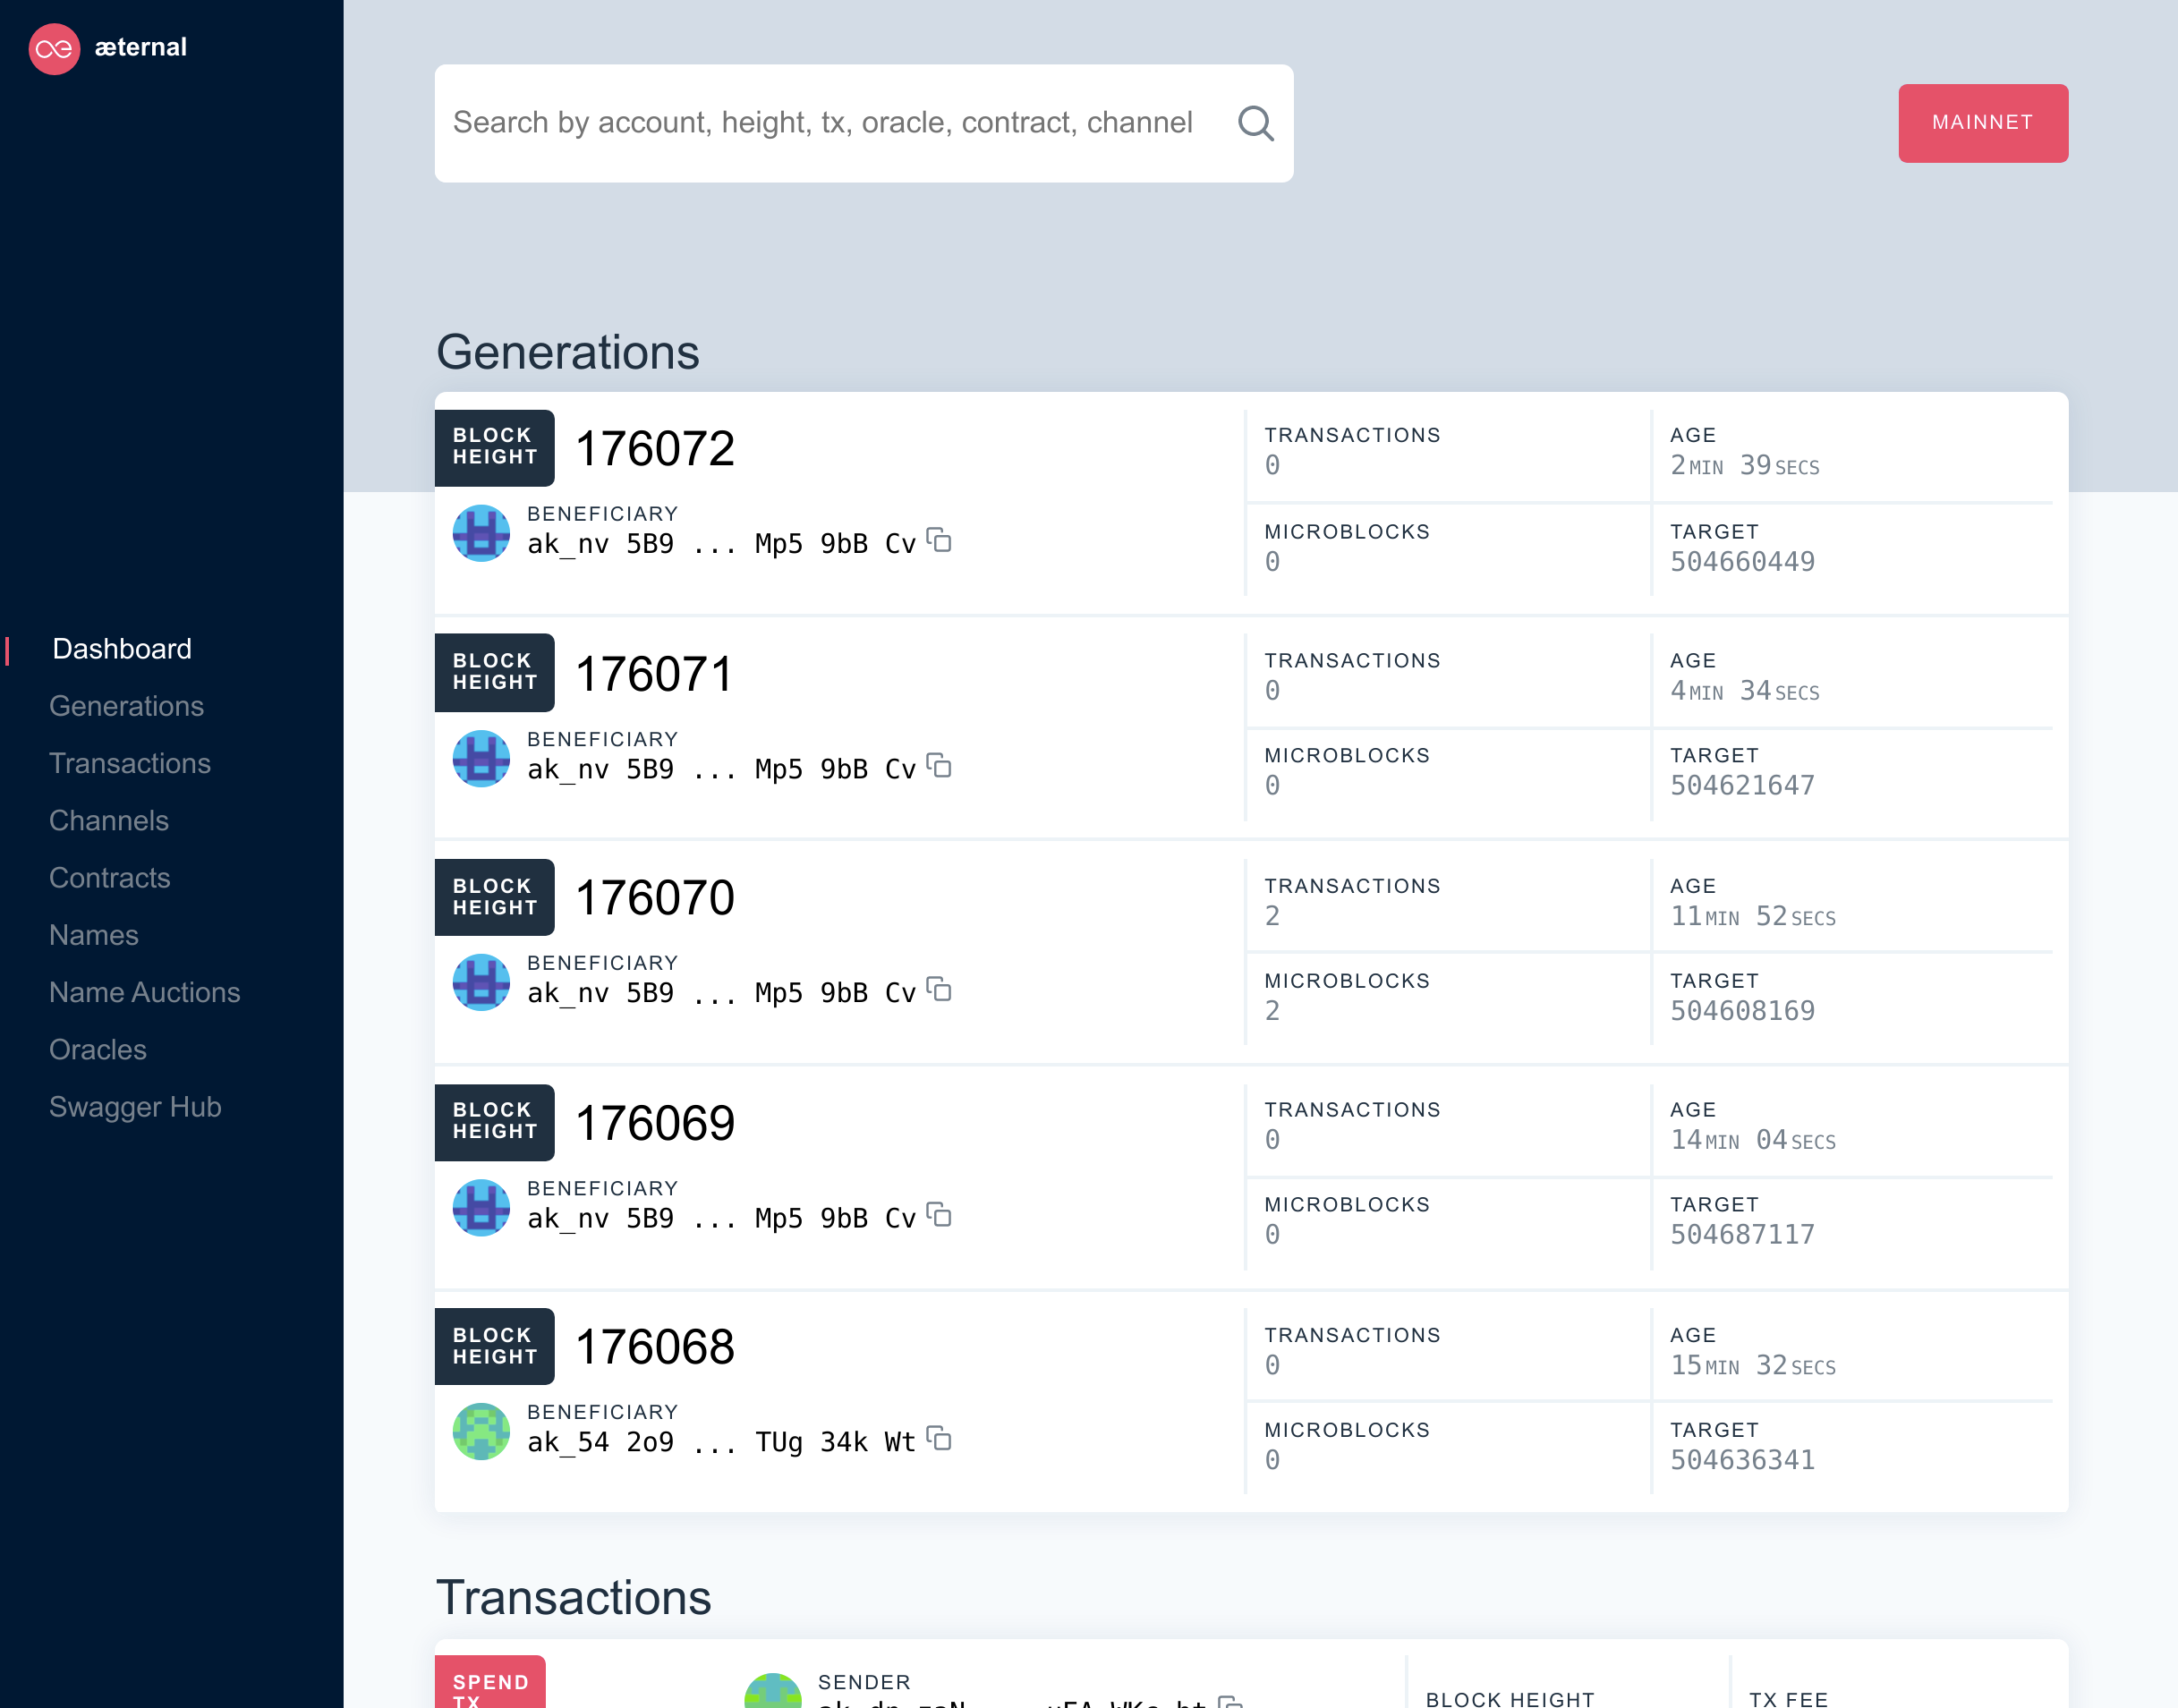 æternal
Search by account, height, tx, oracle, contract, channel
MAINNET
Dashboard
Generations
Transactions
Channels
Contracts
Names
Name Auctions
Oracles
Swagger Hub
Generations
BLOCK HEIGHT 176072
BENEFICIARY
ak_nv 5B9 ... Mp5 9bB Cv
TRANSACTIONS
0
AGE
2 MIN 39 SECS
MICROBLOCKS
0
TARGET
504660449
BLOCK HEIGHT 176071
BENEFICIARY
ak_nv 5B9 ... Mp5 9bB Cv
TRANSACTIONS
0
AGE
4 MIN 34 SECS
MICROBLOCKS
0
TARGET
504621647
BLOCK HEIGHT 176070
BENEFICIARY
ak_nv 5B9 ... Mp5 9bB Cv
TRANSACTIONS
2
AGE
11 MIN 52 SECS
MICROBLOCKS
2
TARGET
504608169
BLOCK HEIGHT 176069
BENEFICIARY
ak_nv 5B9 ... Mp5 9bB Cv
TRANSACTIONS
0
AGE
14 MIN 04 SECS
MICROBLOCKS
0
TARGET
504687117
BLOCK HEIGHT 176068
BENEFICIARY
ak_54 2o9 ... TUg 34k Wt
TRANSACTIONS
0
AGE
15 MIN 32 SECS
MICROBLOCKS
0
TARGET
504636341
Transactions
SPEND
TX
SENDER
BLOCK HEIGHT
TX FEE